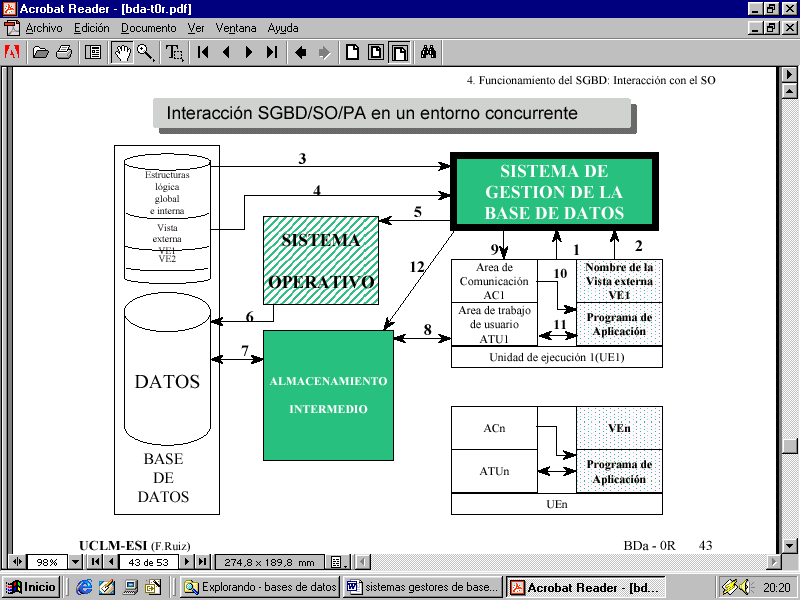 Acrobat Reader - [bda-t0r.pdf]
Archivo Edición Documento Ver Ventana Ayuda
4. Funcionamiento del SGBD: Interacción con el SO
Interacción SGBD/SO/PA en un entorno concurrente
3
Estructuras
lógica
global
e interna
4
Vista
externa
VE1
VE2
SISTEMA DE
GESTION DE LA
BASE DE DATOS
5
SISTEMA
OPERATIVO
12
9
1
2
Area de
Comunicación
AC1
10
Nombre de la
Vista externa
VE1
Area de trabajo
de usuario
ATU1
11
Programa de
Aplicación
Unidad de ejecución 1(UE1)
6
7
8
DATOS
ALMACENAMIENTO
INTERMEDIO
BASE
DE
DATOS
ACn
VEn
ATUn
Programa de
Aplicación
UEn
UCLM-ESI (F.Ruiz)
BDa - 0R 43
98% 43 de 53 274,8 x 189,8 mm
Inicio Explorando - bases de datos sistemas gestores de base... Acrobat Reader - [bd... 20:20